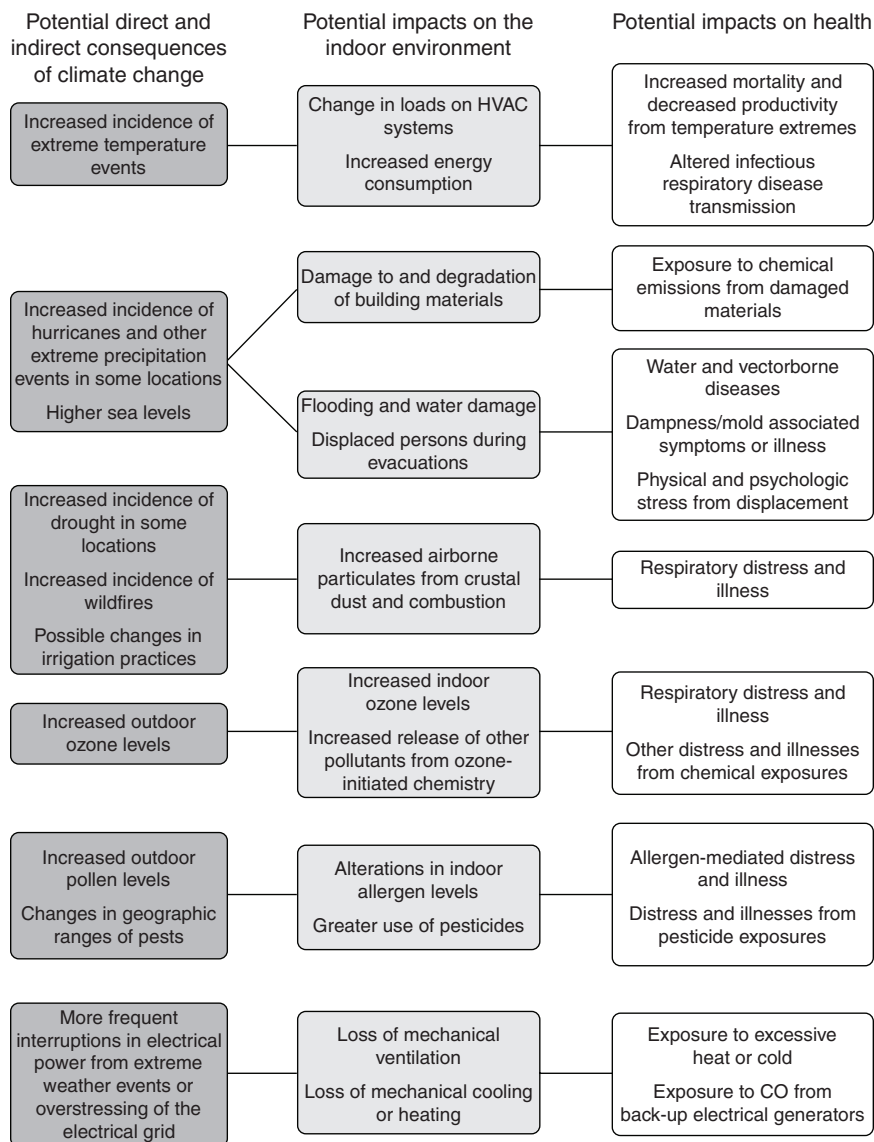 Potential direct and
indirect consequences
of climate change
Potential impacts on the
indoor environment
Potential impacts on health
Increased incidence of
extreme temperature
events
Change in loads on HVAC
systems
Increased energy
consumption
Increased mortality and
decreased productivity
from temperature extremes
Altered infectious
respiratory disease
transmission
Increased incidence of
hurricanes and other
extreme precipitation
events in some locations
Higher sea levels
Damage to and degradation
of building materials
Exposure to chemical
emissions from damaged
materials
Flooding and water damage
Displaced persons during
evacuations
Water and vectorborne
diseases
Dampness/mold associated
symptoms or illness
Physical and psychologic
stress from displacement
Increased incidence of
drought in some
locations
Increased incidence of
wildfires
Possible changes in
irrigation practices
Increased airborne
particulates from crustal
dust and combustion
Respiratory distress and
illness
Increased outdoor
ozone levels
Increased indoor
ozone levels
Increased release of other
pollutants from ozone-
initiated chemistry
Respiratory distress and
illness
Other distress and illnesses
from chemical exposures
Increased outdoor
pollen levels
Changes in geographic
ranges of pests
Alterations in indoor
allergen levels
Greater use of pesticides
Allergen-mediated distress
and illness
Distress and illnesses from
pesticide exposures
More frequent
interruptions in electrical
power from extreme
weather events or
overstressing of the
electrical grid
Loss of mechanical
ventilation
Loss of mechanical cooling
or heating
Exposure to excessive
heat or cold
Exposure to CO from
back-up electrical generators